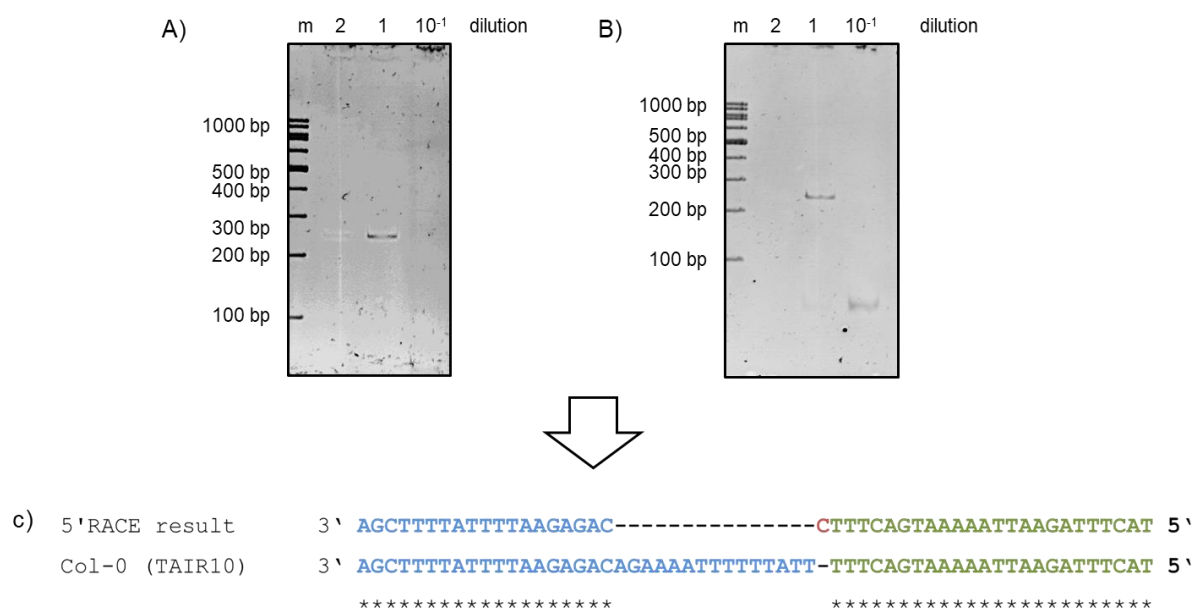 A) m 2 1 10-1 dilution
1000 bp
500 bp
400 bp
300 bp
200 bp
100 bp
B) m 2 1 10-1 dilution
1000 bp
500 bp
400 bp
300 bp
200 bp
100 bp
c) 5'RACE result 3‘ AGCTTTTATTTTAAGAGAC---------------CTTTCAGTAAAAATTAAGATTTCAT 5‘
Col-0 (TAIR10) 3‘ AGCTTTTATTTTAAGAGACAGAAAATTTTTTATT-TTTCAGTAAAAATTAAGATTTCAT 5‘
******************* ************************